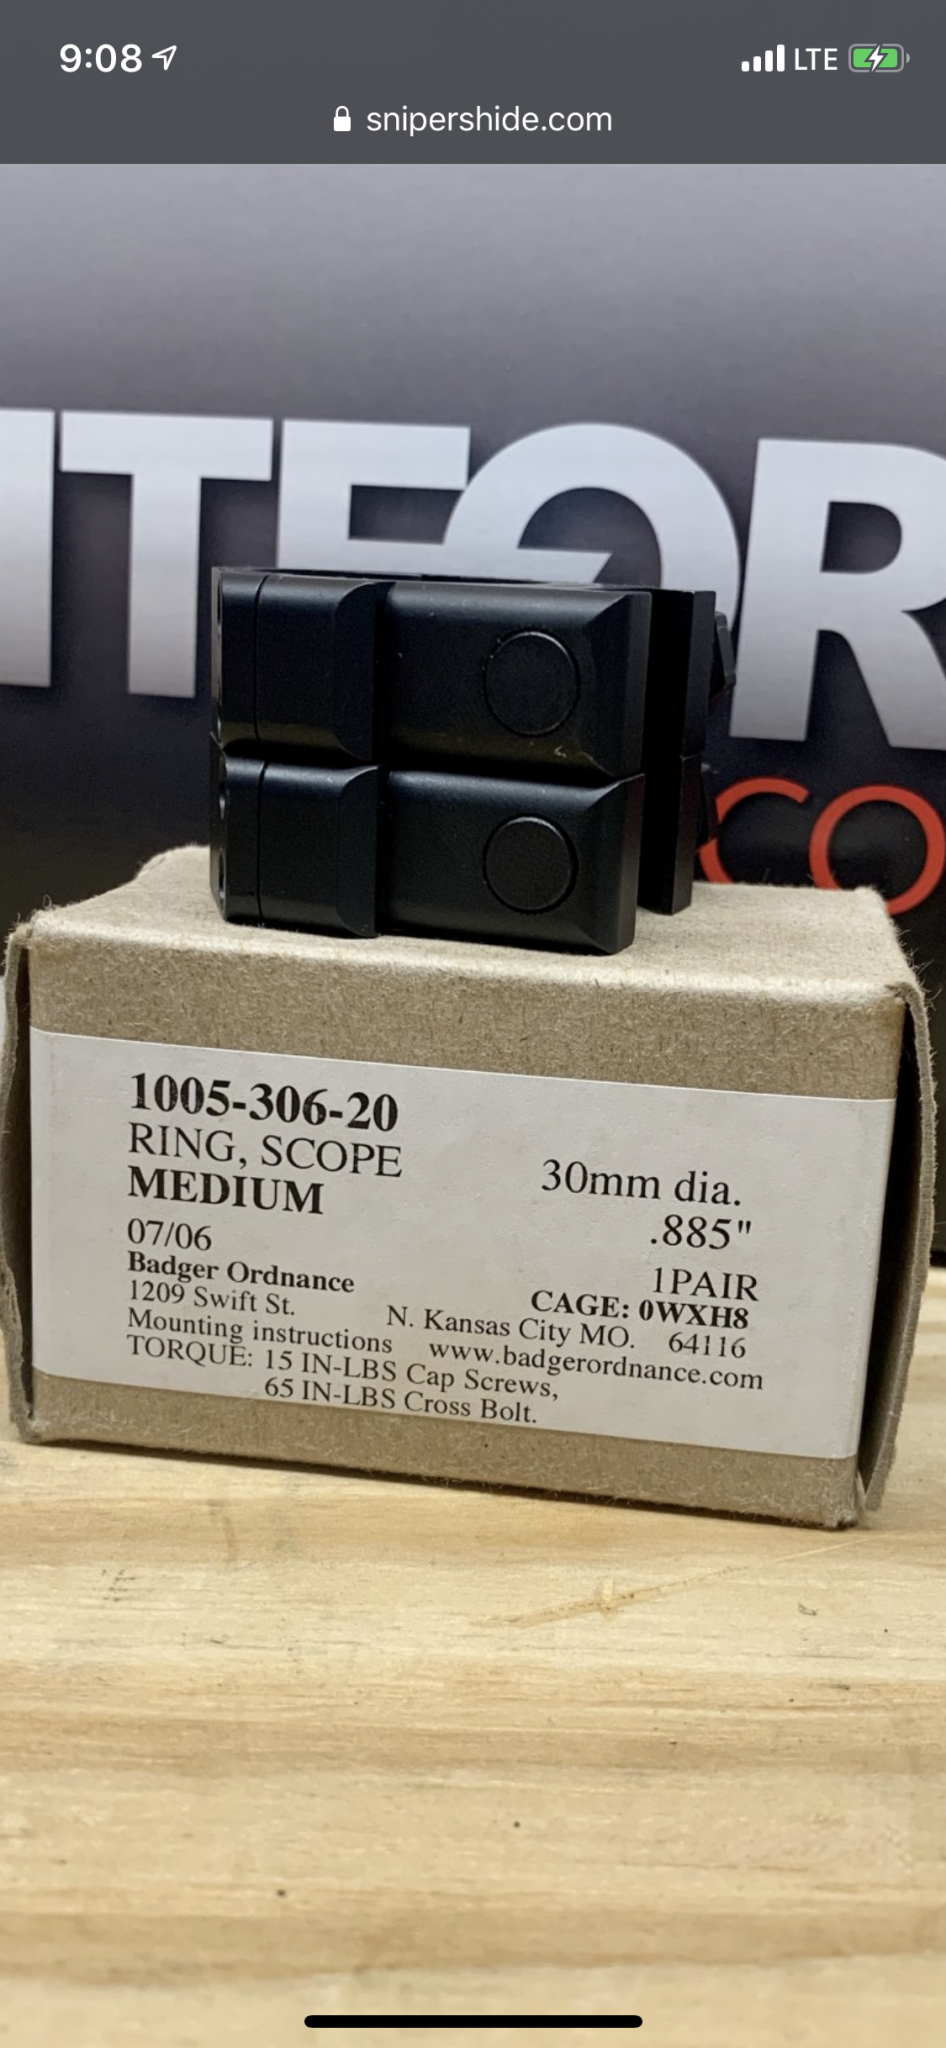 9:08 LTE
snipershide.com
1005-306-20
RING, SCOPE
MEDIUM
30mm dia.
.885"
07/06
1PAIR
Badger Ordnance
CAGE: 0WXH8
1209 Swift St. N. Kansas City MO. 64116
Mounting instructions www.badgerordnance.com
TORQUE: 15 IN-LBS Cap Screws,
65 IN-LBS Cross Bolt.